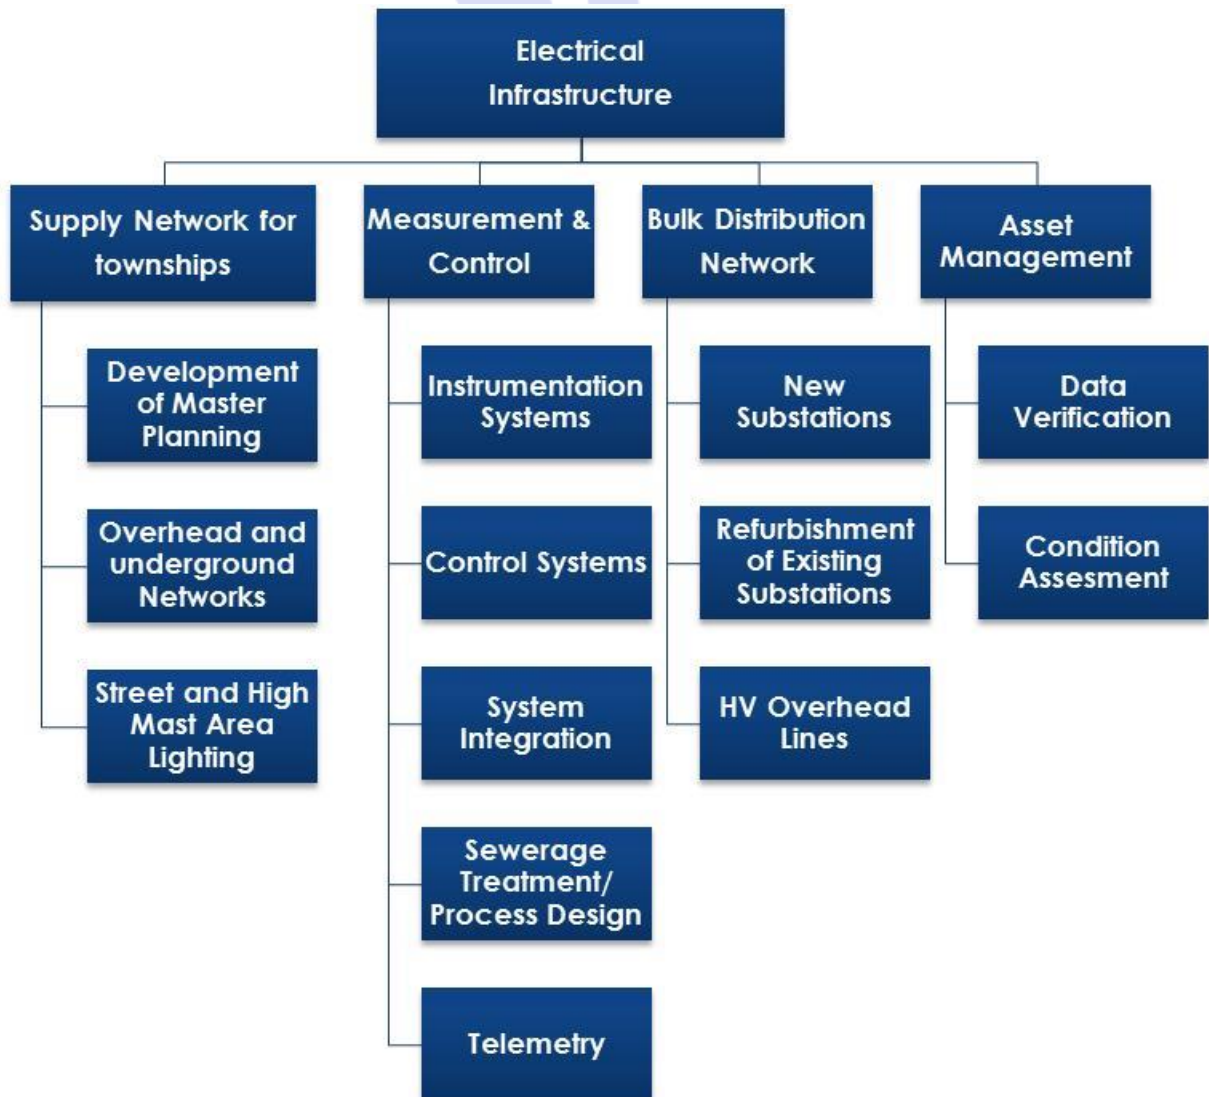 Electrical
Infrastructure
Supply Network for
townships
Development
of Master
Planning
Overhead and
underground
Networks
Street and High
Mast Area
Lighting
Measurement &
Control
Instrumentation
Systems
Control Systems
System
Integration
Sewerage
Treatment/
Process Design
Telemetry
Bulk Distribution
Network
New
Substations
Refurbishment
of Existing
Substations
HV Overhead
Lines
Asset
Management
Data
Verification
Condition
Assesment